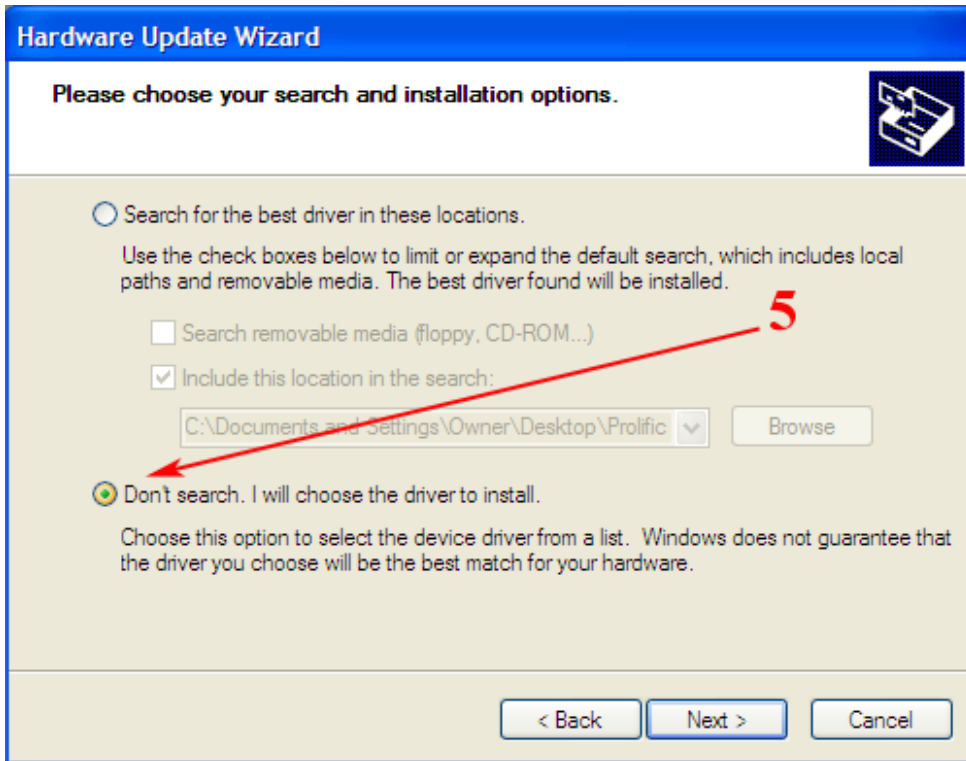 Hardware Update Wizard
Please choose your search and installation options.
Search for the best driver in these locations.
Use the check boxes below to limit or expand the default search, which includes local
paths and removable media. The best driver found will be installed.
5
Search removable media (floppy, CD-ROM...)
Include this location in the search:
C:\Documents and Settings\Owner\Desktop\Prolific
Browse
Don't search. I will choose the driver to install.
Choose this option to select the device driver from a list. Windows does not guarantee that
the driver you choose will be the best match for your hardware.
< Back Next > Cancel